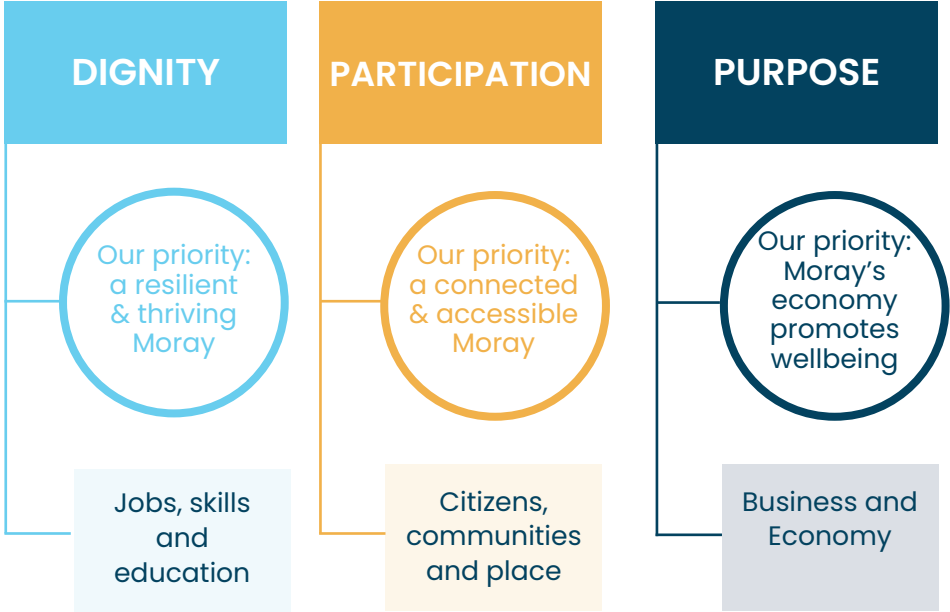 DIGNITY
Our priority:
a resilient
& thriving
Moray
Jobs, skills
and
education
PARTICIPATION
Our priority:
a connected
& accessible
Moray
Citizens,
communities
and place
PURPOSE
Our priority:
Moray’s
economy
promotes
wellbeing
Business and
Economy